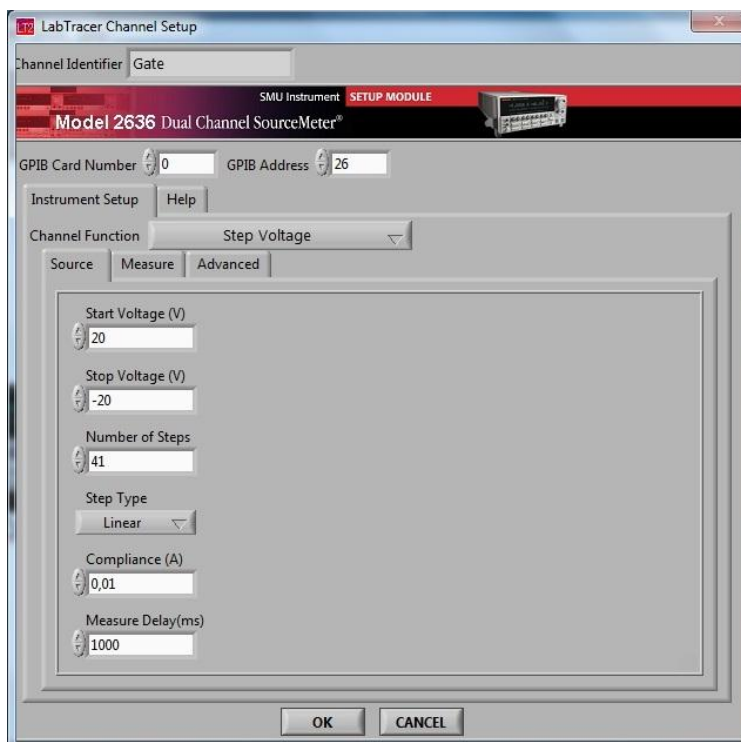 LT2 LabTracer Channel Setup
Channel Identifier Gate
SMU Instrument SETUP MODULE
Model 2636 Dual Channel SourceMeter®
GPIB Card Number 0 GPIB Address 26
Instrument Setup Help
Channel Function Step Voltage
Source Measure Advanced
Start Voltage (V)
20
Stop Voltage (V)
-20
Number of Steps
41
Step Type
Linear
Compliance (A)
0,01
Measure Delay(ms)
1000
OK CANCEL